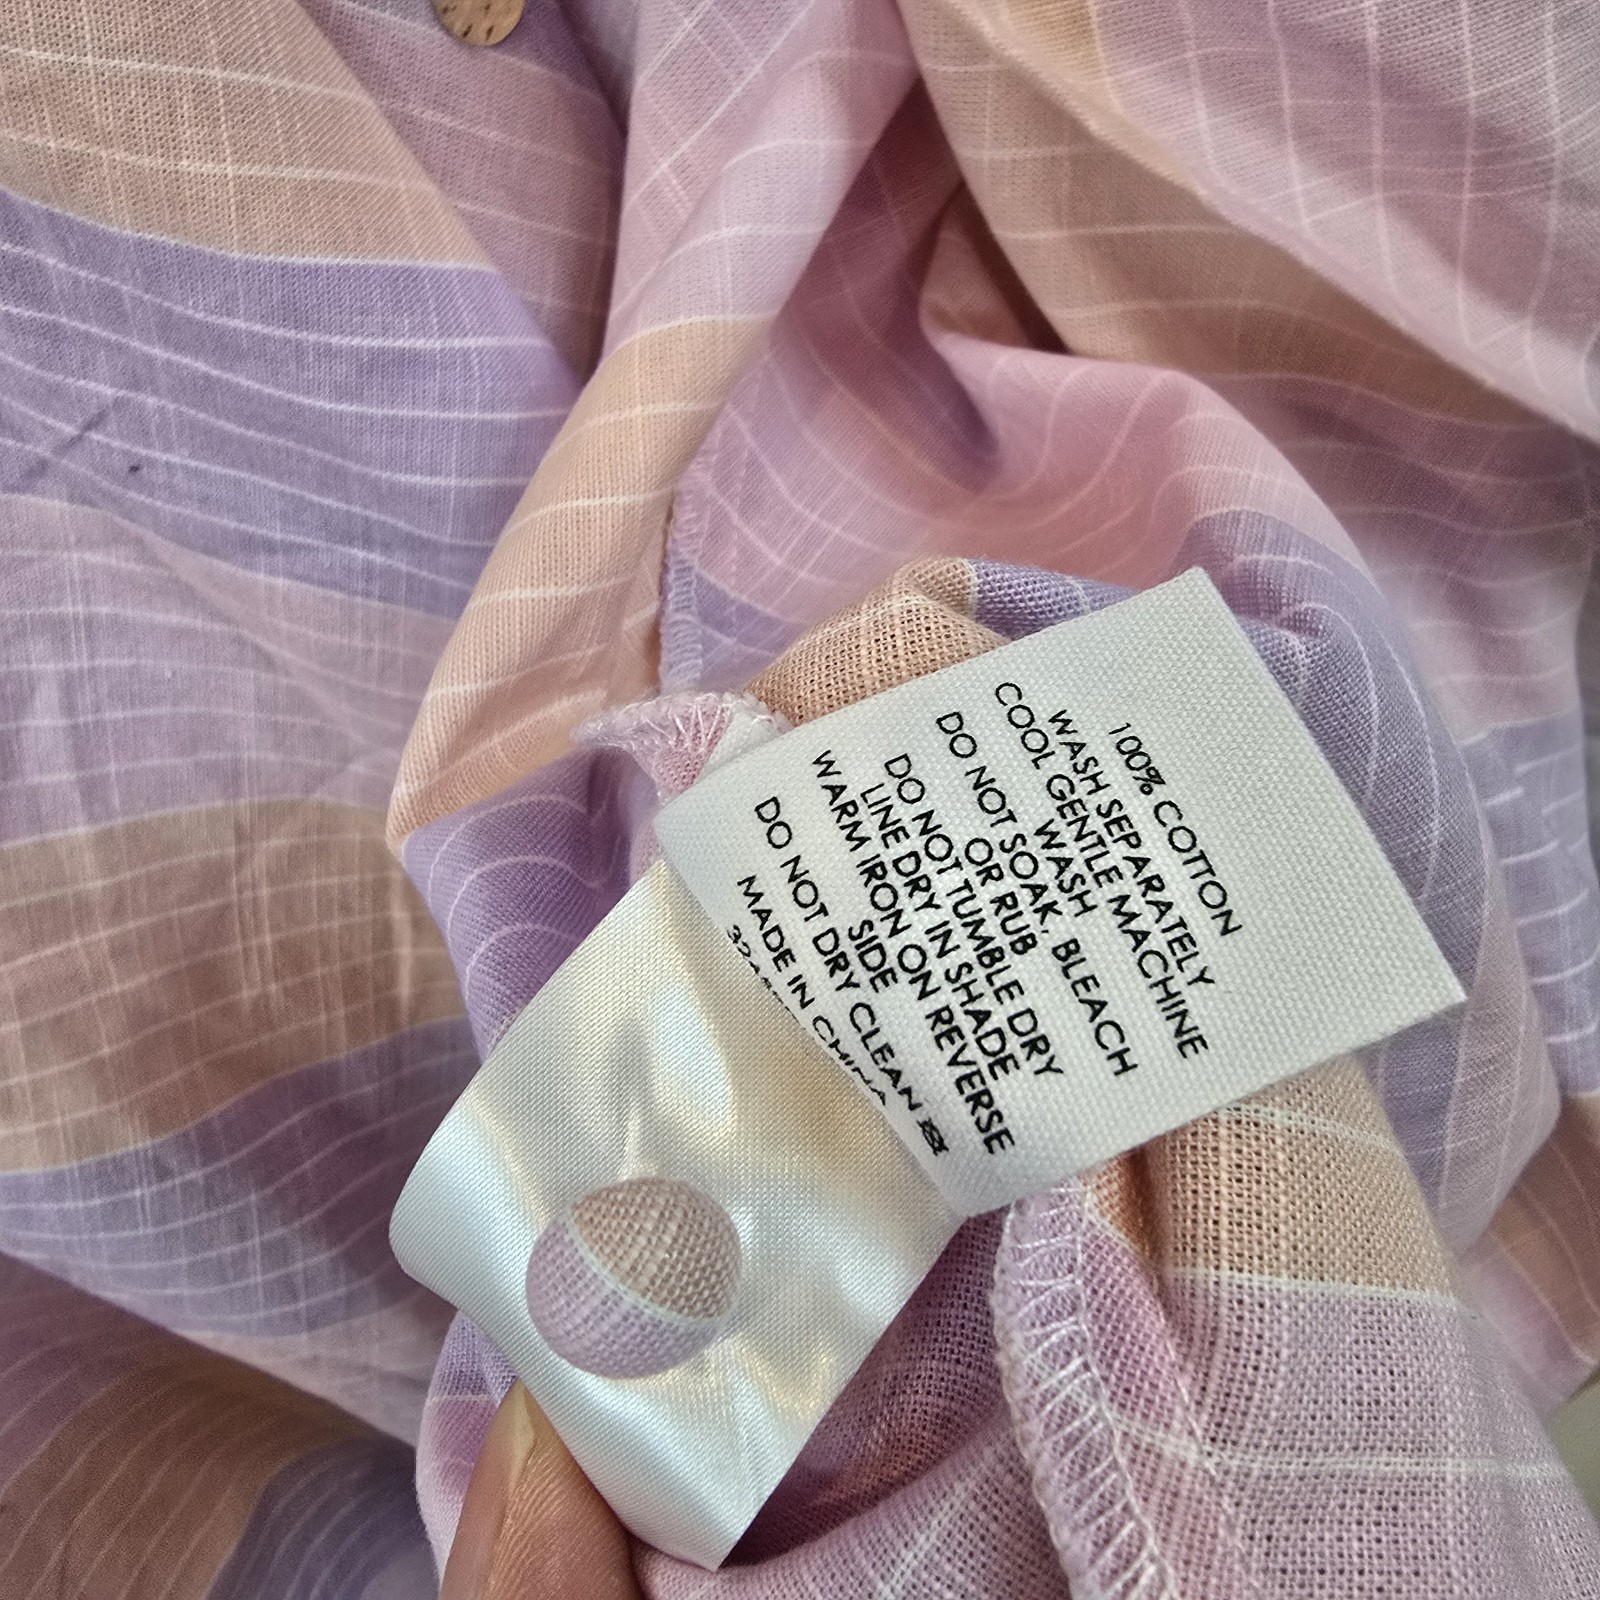 100% COTTON
WASH SEPARATELY
COOL GENTLE MACHINE
WASH
DO NOT SOAK, BLEACH
OR RUB
DO NOT TUMBLE DRY
LINE DRY IN SHADE
WARM IRON ON REVERSE
SIDE
DO NOT DRY CLEAN
MADE IN CHINA